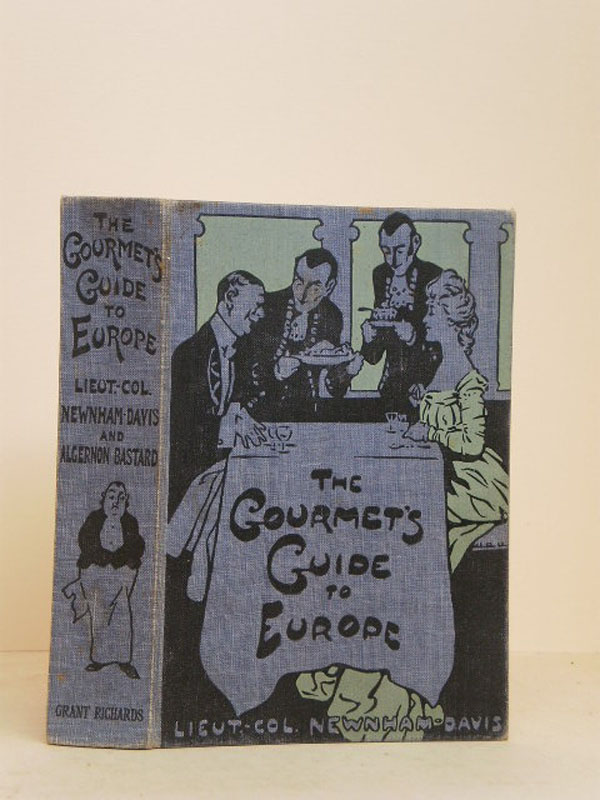 THE
GOURMET'S
GUIDE
TO
EUROPE
LIEUT.-COL.
NEWNHAM-DAVIS
AND
ALGERNON BASTARD
GRANT RICHARDS
THE
GOURMET'S
GUIDE
TO
EUROPE
LIEUT.-COL. NEWNHAM-DAVIS